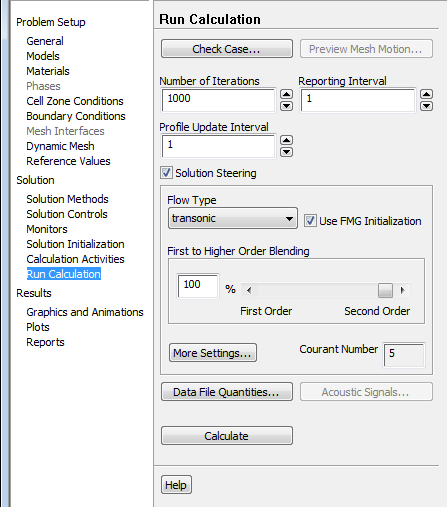 Problem Setup
General
Models
Materials
Phases
Cell Zone Conditions
Boundary Conditions
Mesh Interfaces
Dynamic Mesh
Reference Values
Solution
Solution Methods
Solution Controls
Monitors
Solution Initialization
Calculation Activities
Run Calculation
Results
Graphics and Animations
Plots
Reports
Run Calculation
Check Case... Preview Mesh Motion...
Number of Iterations Reporting Interval
1000 1
Profile Update Interval
1
Solution Steering
Flow Type
transonic Use FMG Initialization
First to Higher Order Blending
100 %
First Order Second Order
More Settings... Courant Number 5
Data File Quantities... Acoustic Signals...
Calculate
Help